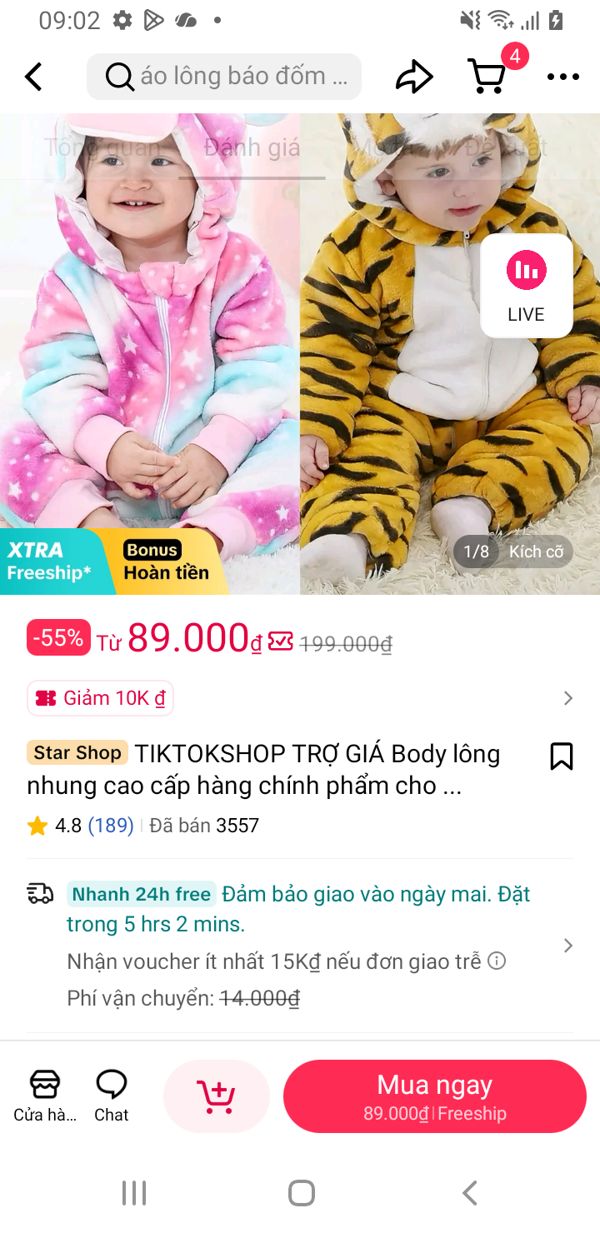 09:02
áo lông báo đốm ...
4
Tổng quan Đánh giá Mô tả Đề xuất
LIVE
XTRA
Freeship*
Bonus
Hoàn tiền
1/8 Kích cỡ
-55% Từ 89.000₫ 199.000₫
Giảm 10K ₫
Star Shop TIKTOKSHOP TRỢ GIÁ Body lông
nhung cao cấp hàng chính phẩm cho ...
4.8 (189) Đã bán 3557
Nhanh 24h free Đảm bảo giao vào ngày mai. Đặt
trong 5 hrs 2 mins.
Nhận voucher ít nhất 15K₫ nếu đơn giao trễ
Phí vận chuyển: 14.000₫
Cửa hà...
Chat
Mua ngay
89.000₫ | Freeship